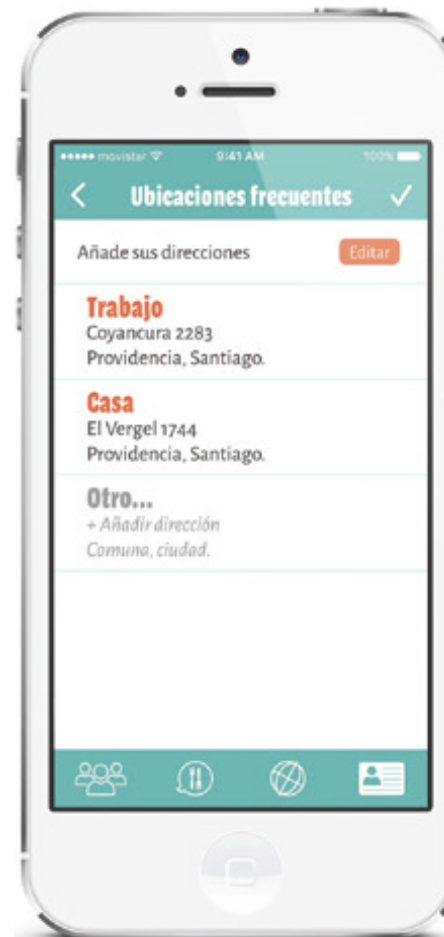 movistar 9:41 AM 100%
Ubicaciones frecuentes
Añade sus direcciones Editar
Trabajo
Coyancura 2283
Providencia, Santiago.
Casa
El Vergel 1744
Providencia, Santiago.
Otro...
+ Añadir dirección
Comuna, ciudad.